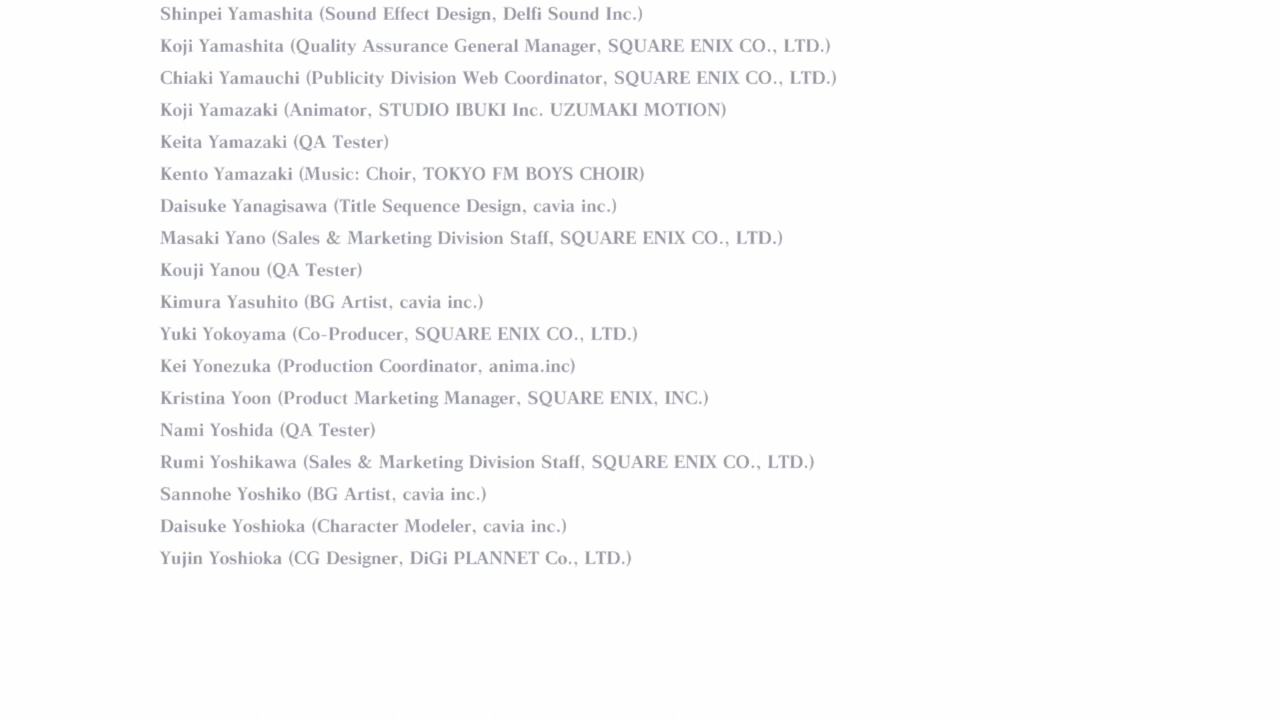 Shinpei Yamashita (Sound Effect Design, Delfi Sound Inc.)
Koji Yamashita (Quality Assurance General Manager, SQUARE ENIX CO., LTD.)
Chiaki Yamauchi (Publicity Division Web Coordinator, SQUARE ENIX CO., LTD.)
Koji Yamazaki (Animator, STUDIO IBUKI Inc. UZUMAKI MOTION)
Keita Yamazaki (QA Tester)
Kento Yamazaki (Music: Choir, TOKYO FM BOYS CHOIR)
Daisuke Yanagisawa (Title Sequence Design, cavia inc.)
Masaki Yano (Sales & Marketing Division Staff, SQUARE ENIX CO., LTD.)
Kouji Yanou (QA Tester)
Kimura Yasuhito (BG Artist, cavia inc.)
Yuki Yokoyama (Co-Producer, SQUARE ENIX CO., LTD.)
Kei Yonezuka (Production Coordinator, anima.inc)
Kristina Yoon (Product Marketing Manager, SQUARE ENIX, INC.)
Nami Yoshida (QA Tester)
Rumi Yoshikawa (Sales & Marketing Division Staff, SQUARE ENIX CO., LTD.)
Sannohe Yoshiko (BG Artist, cavia inc.)
Daisuke Yoshioka (Character Modeler, cavia inc.)
Yujin Yoshioka (CG Designer, DiGi PLANNET Co., LTD.)